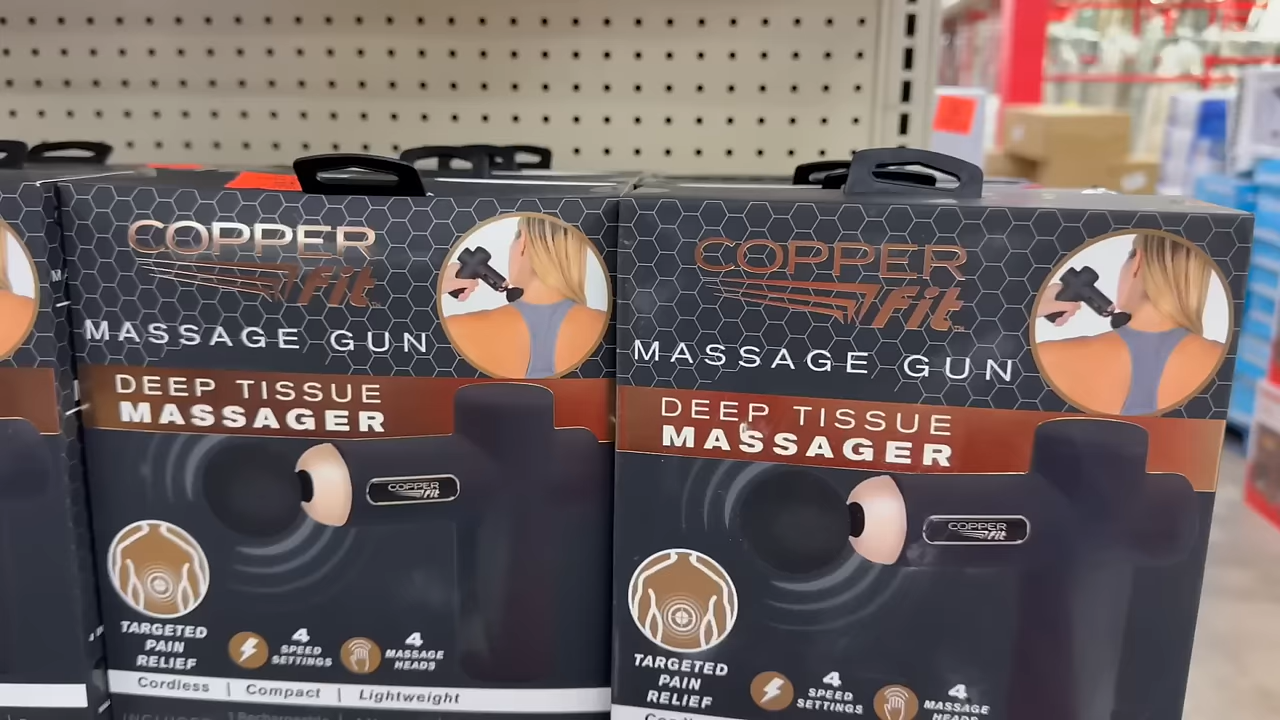 COPPER
fit
MASSAGE GUN
DEEP TISSUE
MASSAGER
COPPER
fit
TARGETED
PAIN
RELIEF
4
SPEED
SETTINGS
4
MASSAGE
HEADS
Cordless | Compact | Lightweight
COPPER
fit
MASSAGE GUN
DEEP TISSUE
MASSAGER
COPPER
fit
TARGETED
PAIN
RELIEF
4
SPEED
SETTINGS
4
MASSAGE
HEADS